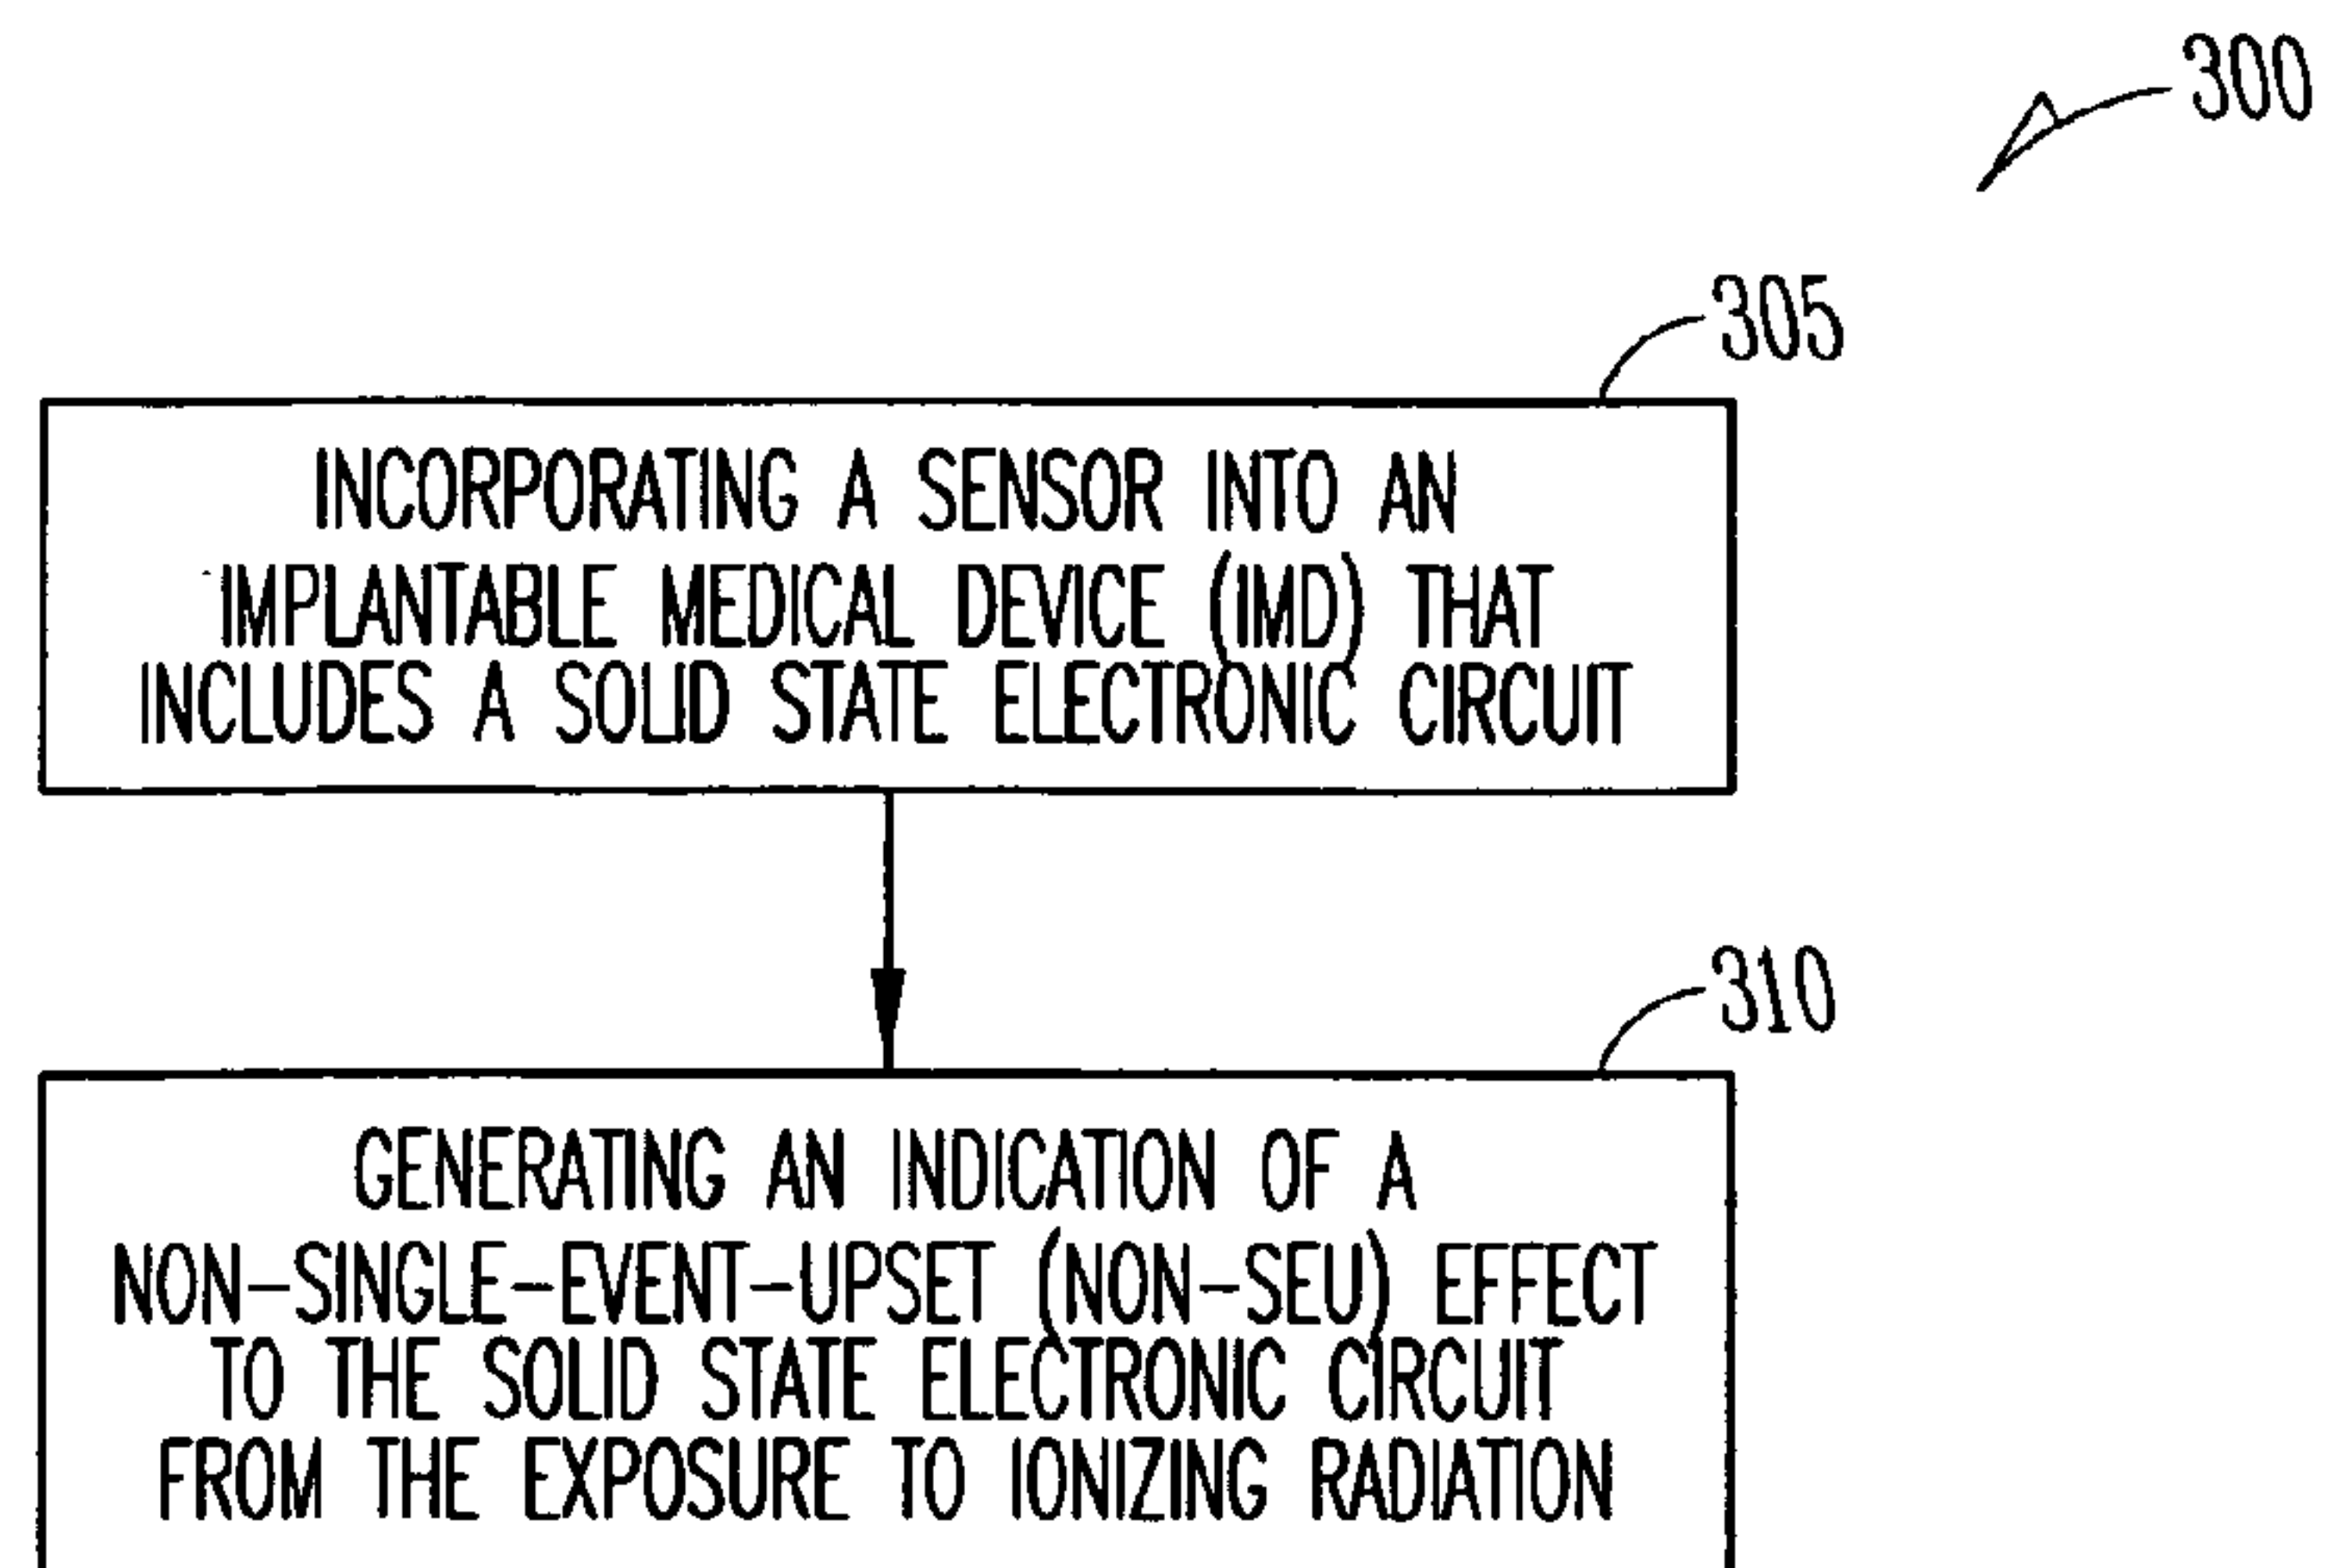 300
305
INCORPORATING A SENSOR INTO AN
IMPLANTABLE MEDICAL DEVICE (IMD) THAT
INCLUDES A SOLID STATE ELECTRONIC CIRCUIT
310
GENERATING AN INDICATION OF A
NON-SINGLE-EVENT-UPSET (NON-SEU) EFFECT
TO THE SOLID STATE ELECTRONIC CIRCUIT
FROM THE EXPOSURE TO IONIZING RADIATION